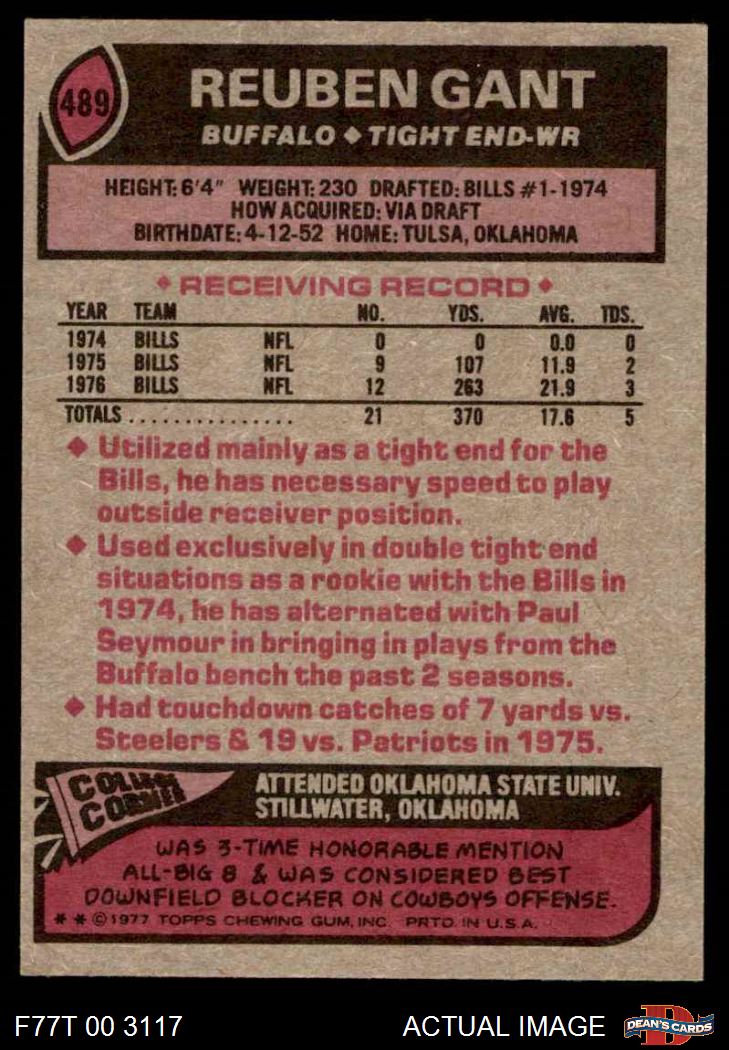 489
REUBEN GANT
BUFFALO ◆ TIGHT END-WR
HEIGHT: 6'4" WEIGHT: 230 DRAFTED: BILLS #1-1974
HOW ACQUIRED: VIA DRAFT
BIRTHDATE: 4-12-52 HOME: TULSA, OKLAHOMA
◆ RECEIVING RECORD ◆
YEAR TEAM NO. YDS. AVG. TDS.
1974 BILLS NFL 0 0 0.0 0
1975 BILLS NFL 9 107 11.9 2
1976 BILLS NFL 12 263 21.9 3
TOTALS ............... 21 370 17.6 5
◆ Utilized mainly as a tight end for the
Bills, he has necessary speed to play
outside receiver position.
◆ Used exclusively in double tight end
situations as a rookie with the Bills in
1974, he has alternated with Paul
Seymour in bringing in plays from the
Buffalo bench the past 2 seasons.
◆ Had touchdown catches of 7 yards vs.
Steelers & 19 vs. Patriots in 1975.
COLLEGE
CORNER
ATTENDED OKLAHOMA STATE UNIV.
STILLWATER, OKLAHOMA
WAS 3-TIME HONORABLE MENTION
ALL-BIG 8 & WAS CONSIDERED BEST
DOWNFIELD BLOCKER ON COWBOYS OFFENSE.
* * © 1977 TOPPS CHEWING GUM, INC. PRTD. IN U.S.A.
F77T 00 3117
ACTUAL IMAGE
DEAN'S CARDS